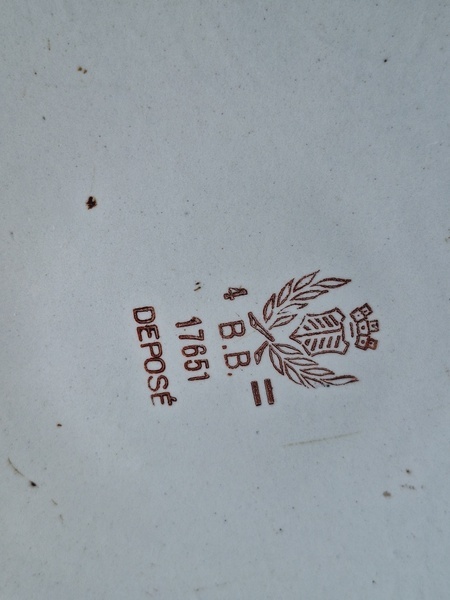 II
4 B.B.
17651
DEPOSÉ